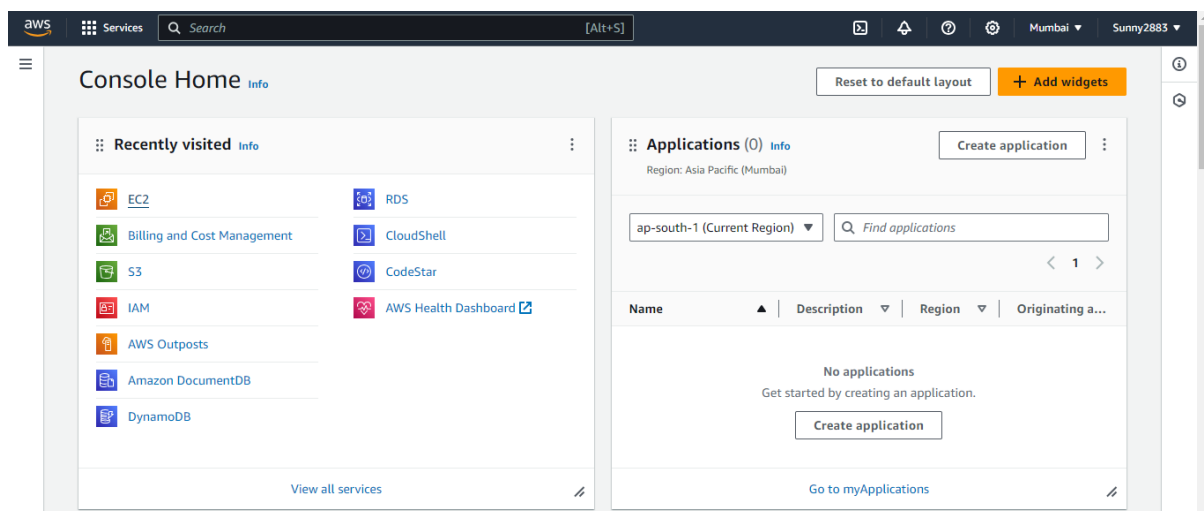 aws Services Search [Alt+S] Mumbai ▼ Sunny2883 ▼
Console Home Info
Reset to default layout + Add widgets
Recently visited Info
EC2
Billing and Cost Management
S3
IAM
AWS Outposts
Amazon DocumentDB
DynamoDB
RDS
CloudShell
CodeStar
AWS Health Dashboard
View all services
Applications (0) Info
Create application
Region: Asia Pacific (Mumbai)
ap-south-1 (Current Region) ▼ Find applications
< 1 >
Name ▲ Description ▽ Region ▽ Originating a...
No applications
Get started by creating an application.
Create application
Go to myApplications